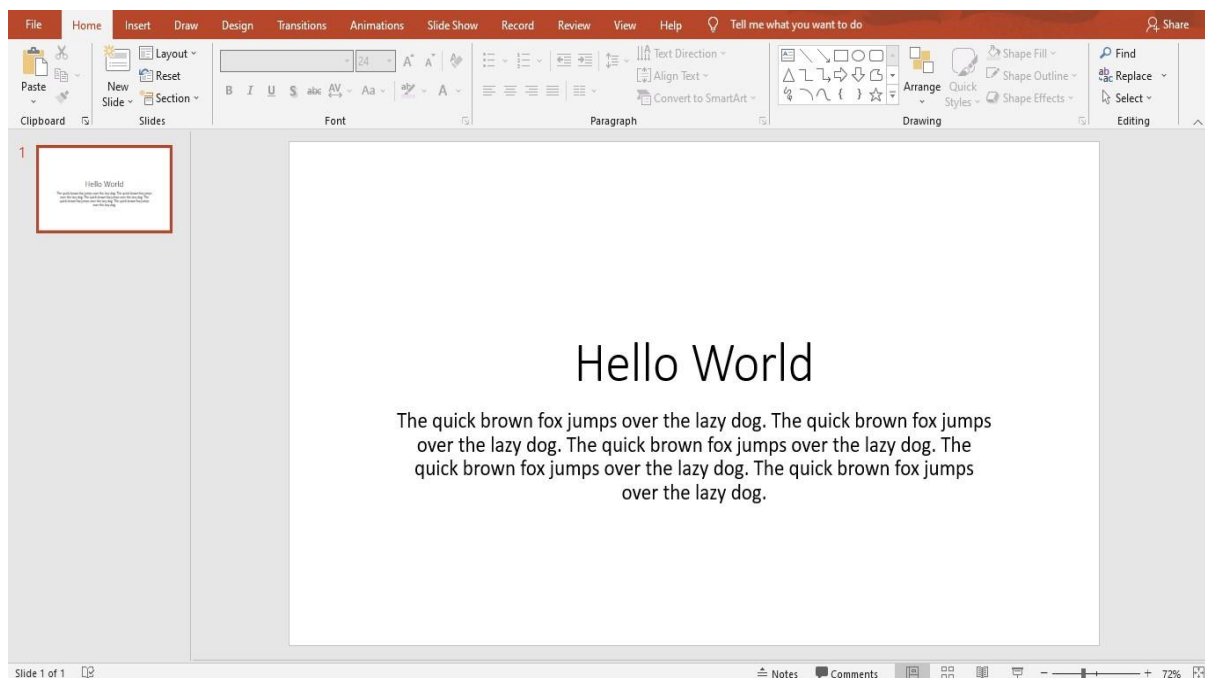 File Home Insert Draw Design Transitions Animations Slide Show Record Review View Help Tell me what you want to do Share
Paste
Clipboard
New
Slide
Layout
Reset
Section
Slides
24
B I U S abc AV Aa aby A
Font
Text Direction
Align Text
Convert to SmartArt
Paragraph
Arrange
Quick
Styles
Shape Fill
Shape Outline
Shape Effects
Drawing
Find
Replace
Select
Editing
1
Hello World
Hello World
The quick brown fox jumps over the lazy dog. The quick brown fox jumps
over the lazy dog. The quick brown fox jumps over the lazy dog. The
quick brown fox jumps over the lazy dog. The quick brown fox jumps
over the lazy dog.
Slide 1 of 1
Notes Comments 72%